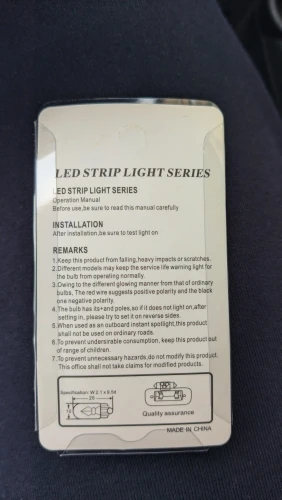 LED STRIP LIGHT SERIES
LED STRIP LIGHT SERIES
Operation Manual
Before use,be sure to read this manual carefully
INSTALLATION
After installation,be sure to test light on
REMARKS
1.Keep this product from falling,heavy impacts or scratches.
2.Different models may keep the service life warning light for
the bulb from demonstrating.
3.Owing to the different glowing manner from that of ordinary
bulbs, The red wire suggests positive polarity and the black
one negative polarity.
4.The bulb has its+and poles,so if it does not light on,after
setting in, please try to set it on reverse sides.
5.When used as an outboard instant spotlight,this product
shall not be used on ordinary roads.
6.To prevent undersirable consumption, keep this product out
of range of children.
7.To prevent unnecessary hazards,do not modify this product.
This office shall not take claims for modified products.
Specification: W 2.1 x 9.5d
Quality assurance
MADE IN CHINA